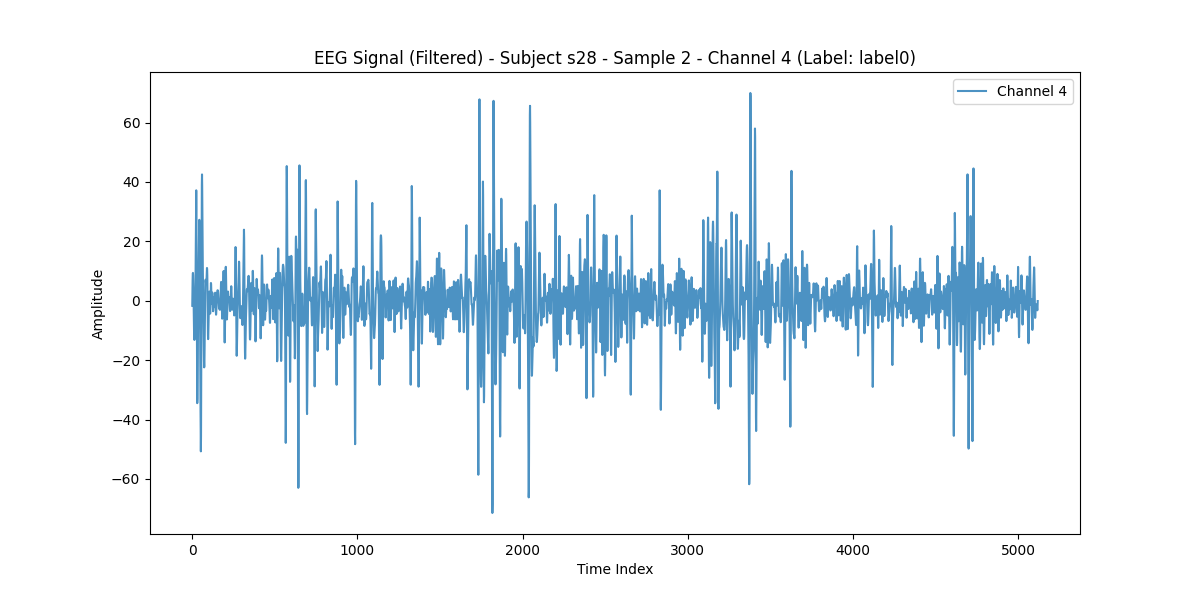 EEG Signal (Filtered) - Subject s28 - Sample 2 - Channel 4 (Label: label0)
Channel 4
60
40
20
0
−20
−40
−60
Amplitude
0 1000 2000 3000 4000 5000
Time Index